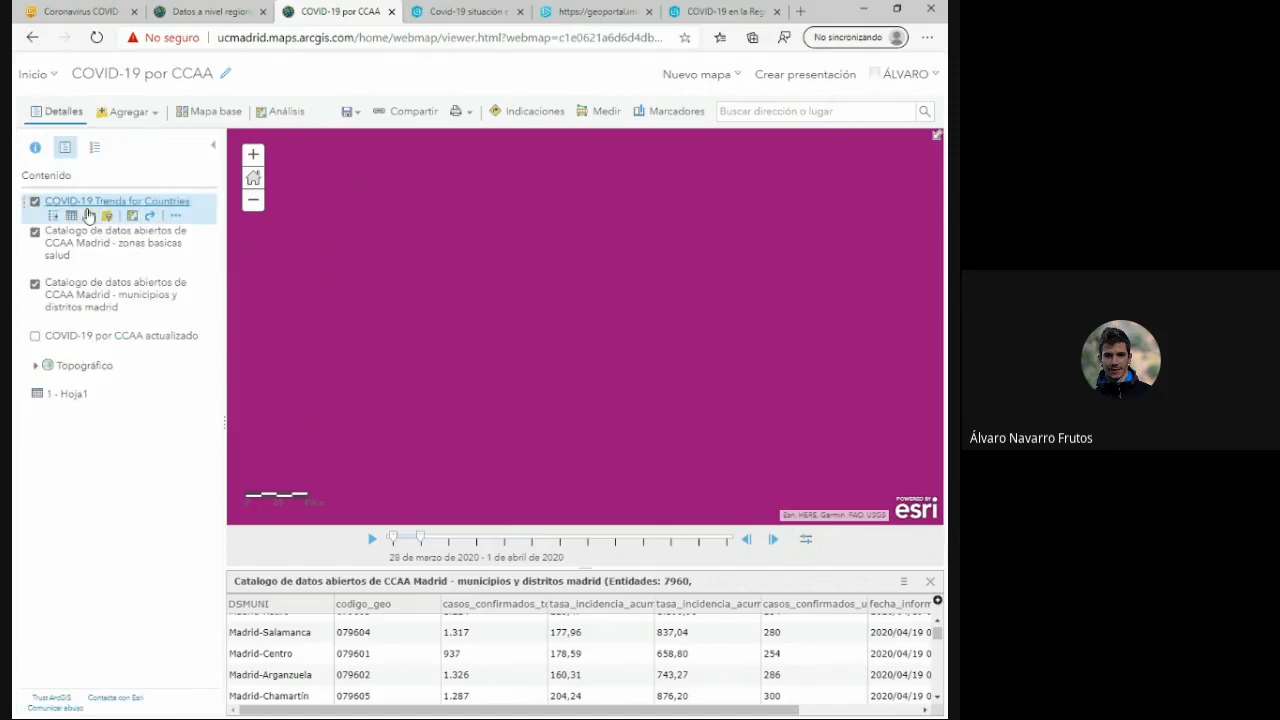 Coronavirus COVID-
Datos a nivel region
COVID-19 por CCAA
Covid-19 situación e
https://geoportal.m
COVID-19 en la Reg
No seguro
ucmadrid.maps.arcgis.com/home/webmap/viewer.html?webmap=c1e0621a6d6d4db...
No sincronizando
Inicio
COVID-19 por CCAA
Nuevo mapa
Crear presentación
ÁLVARO
Detalles
Agregar
Mapa base
Análisis
Compartir
Indicaciones
Medir
Marcadores
Buscar dirección o lugar
Contenido
COVID-19 Trends for Countries
Catalogo de datos abiertos de
CCAA Madrid - zonas basicas
salud
Catalogo de datos abiertos de
CCAA Madrid - municipios y
distritos madrid
COVID-19 por CCAA actualizado
Topográfico
1 - Hoja1
Trust ArcGIS
Contacte con Esri
Comunicar abuso
Esri, HERE, Garmin, FAO, USGS
POWERED BY
esri
28 de marzo de 2020 - 1 de abril de 2020
Catalogo de datos abiertos de CCAA Madrid - municipios y distritos madrid (Entidades: 7960,
DSMUNI codigo_geo casos_confirmados_to tasa_incidencia_acum tasa_incidencia_acum casos_confirmados_u fecha_inform
Madrid-Salamanca 079604 1.317 177,96 837,04 280 2020/04/19 0
Madrid-Centro 079601 937 178,59 658,80 254 2020/04/19 0
Madrid-Arganzuela 079602 1.326 160,31 743,27 286 2020/04/19 0
Madrid-Chamartín 079605 1.287 204,24 876,20 300 2020/04/19 0
Álvaro Navarro Frutos